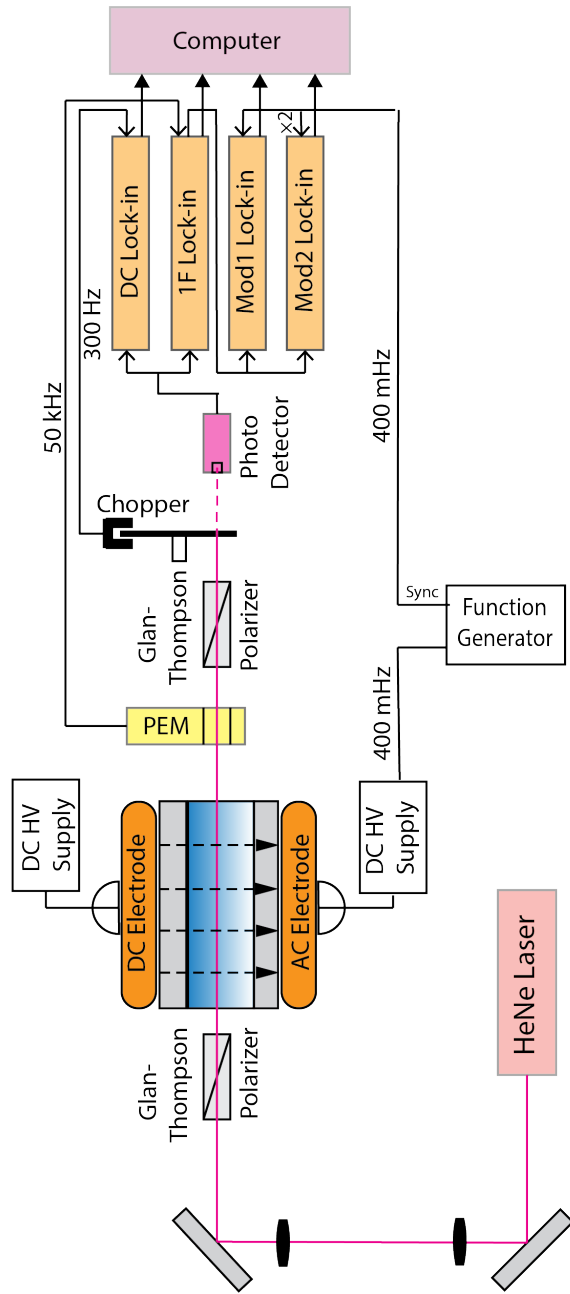 Computer
×2
DC Lock-in
1F Lock-in
Mod1 Lock-in
Mod2 Lock-in
300 Hz
50 kHz
400 mHz
Photo
Detector
Chopper
Glan-
Thompson
Polarizer
Sync
Function
Generator
PEM
400 mHz
DC HV
Supply
DC HV
Supply
DC Electrode
AC Electrode
HeNe Laser
Glan-
Thompson
Polarizer